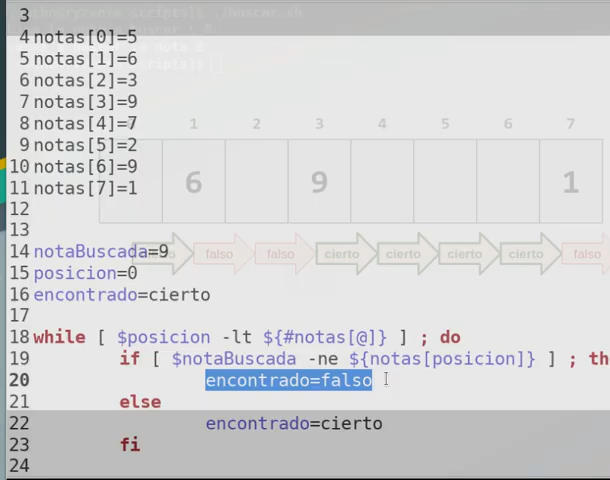 3
4 notas[0]=5
5 notas[1]=6
6 notas[2]=3
7 notas[3]=9
8 notas[4]=7
9 notas[5]=2
10 notas[6]=9
11 notas[7]=1
12
13
14 notaBuscada=9
15 posicion=0
16 encontrado=cierto
17
18 while [ $posicion -lt ${#notas[@]} ] ; do
19 if [ $notaBuscada -ne ${notas[posicion]} ] ; th
20 encontrado=falso
21 else
22 encontrado=cierto
23 fi
24
1 2 3 4 5 6 7
6 9 1
falso falso cierto cierto cierto cierto falso